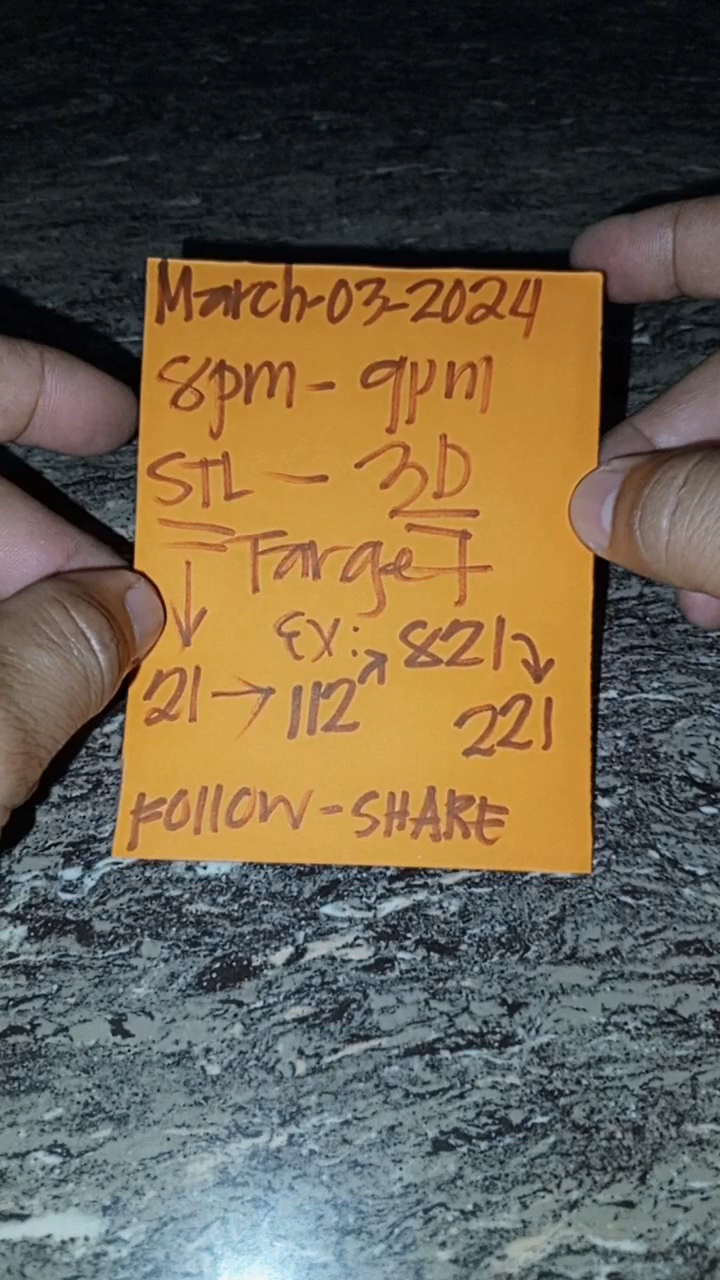 March-03-2024
8pm - 9pm
STL - 3D
Target
↓ EX: → 821 ↓
21 → 112 221
FOllOW - SHARE